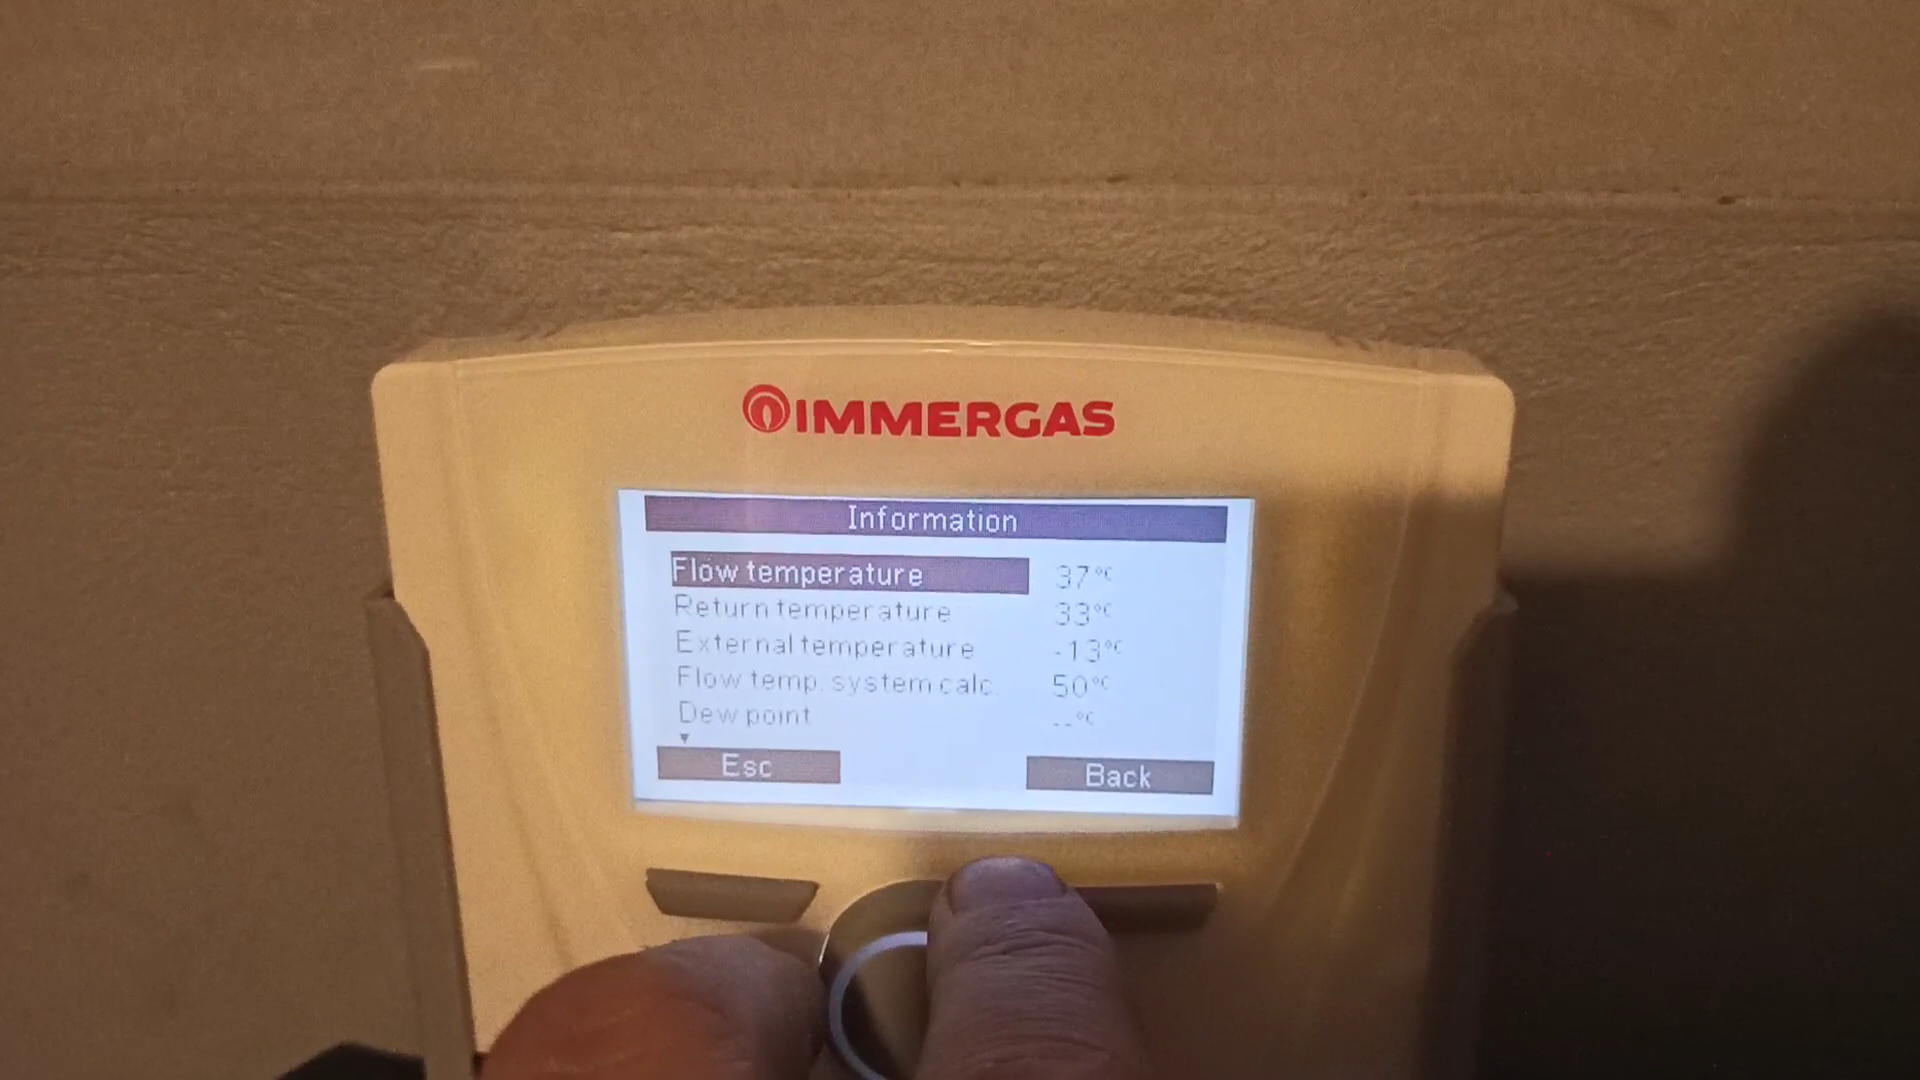 IMMERGAS
Information
Flow temperature 37°C
Return temperature 33°C
External temperature -13°C
Flow temp. system calc. 50°C
Dew point --°C
Esc Back